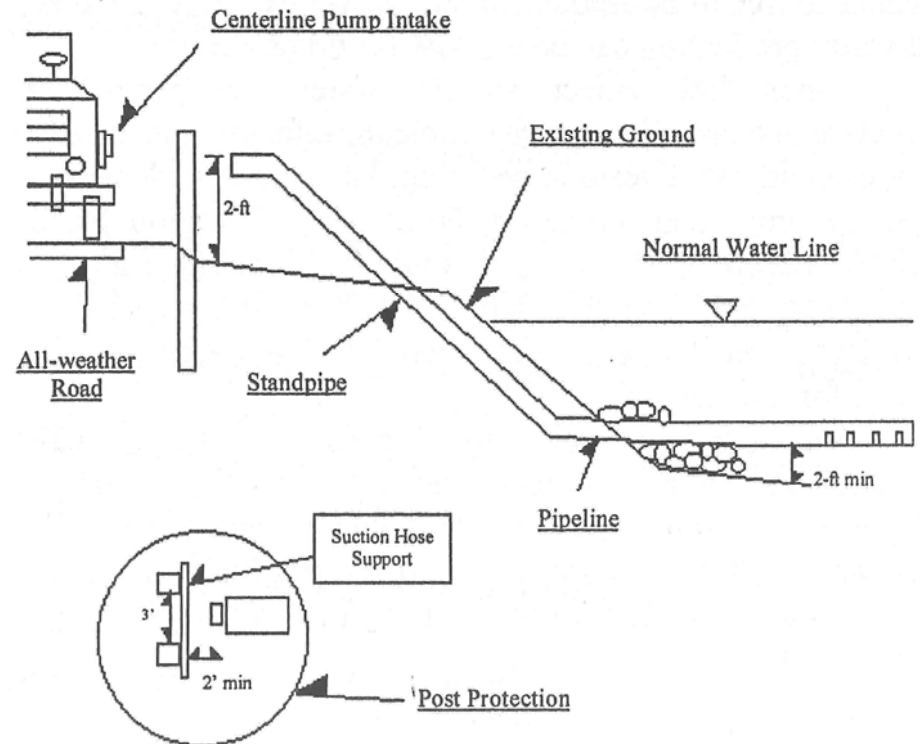 Centerline Pump Intake
Existing Ground
2-ft
Normal Water Line
All-weather
Road
Standpipe
2-ft min
Pipeline
Suction Hose
Support
3'
2' min
Post Protection